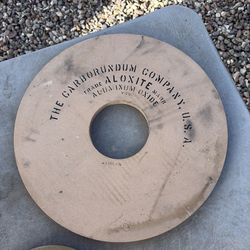 THE CARBORUNDUM COMPANY, U.S.A.
TRADE ALOXITE MARK
ALUMINUM OXIDE